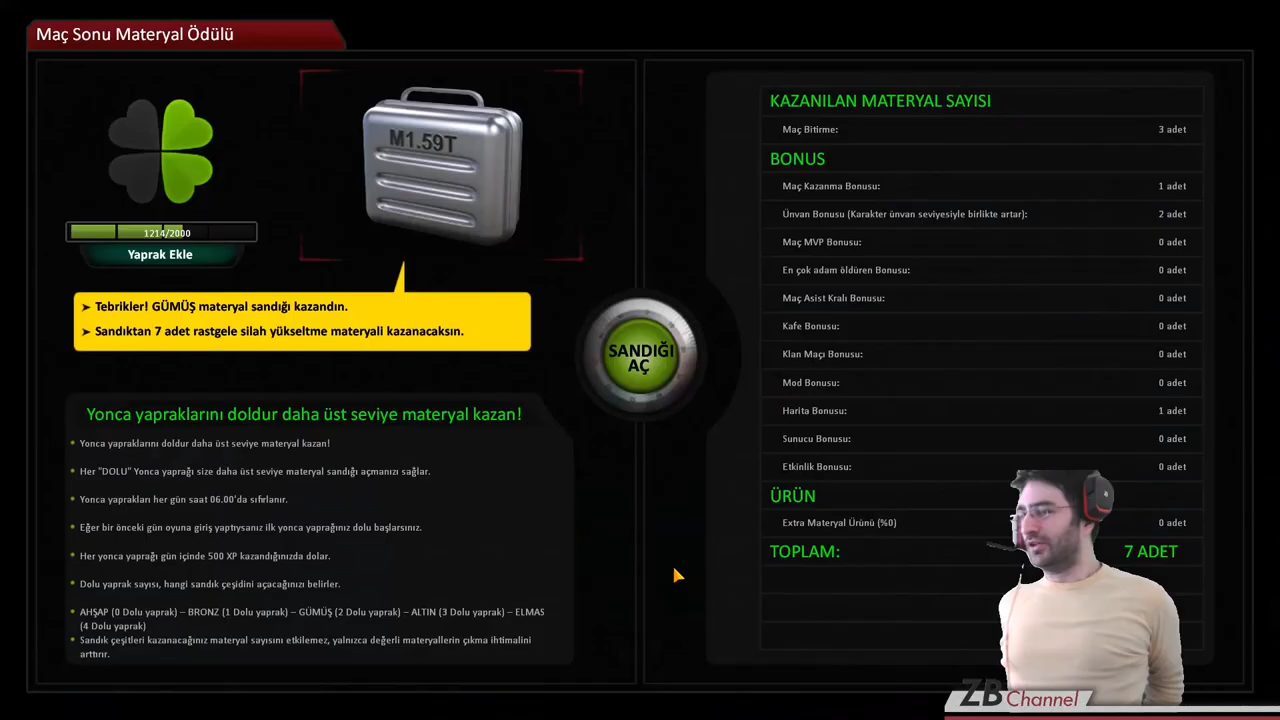 Maç Sonu Materyal Ödülü
M1.59T
1214/2000
Yaprak Ekle
➤ Tebrikler! GÜMÜŞ materyal sandığı kazandın.
➤ Sandıktan 7 adet rastgele silah yükseltme materyali kazanacaksın.
Yonca yapraklarını doldur daha üst seviye materyal kazan!
Yonca yapraklarını doldur daha üst seviye materyal kazan!
Her "DOLU" Yonca yaprağı size daha üst seviye materyal sandığı açmanızı sağlar.
Yonca yaprakları her gün saat 06.00'da sıfırlanır.
Eğer bir önceki gün oyuna giriş yaptıysanız ilk yonca yaprağınız dolu başlarsınız.
Her yonca yaprağı gün içinde 500 XP kazandığınızda dolar.
Dolu yaprak sayısı, hangi sandık çeşidini açacağınızı belirler.
AHŞAP (0 Dolu yaprak) – BRONZ (1 Dolu yaprak) – GÜMÜŞ (2 Dolu yaprak) – ALTIN (3 Dolu yaprak) – ELMAS
(4 Dolu yaprak)
Sandık çeşitleri kazanacağınız materyal sayısını etkilemez, yalnızca değerli materyallerin çıkma ihtimalini
arttırır.
SANDIĞI
AÇ
KAZANILAN MATERYAL SAYISI
Maç Bitirme: 3 adet
BONUS
Maç Kazanma Bonusu: 1 adet
Ünvan Bonusu (Karakter ünvan seviyesiyle birlikte artar): 2 adet
Maç MVP Bonusu: 0 adet
En çok adam öldüren Bonusu: 0 adet
Maç Asist Kralı Bonusu: 0 adet
Kafe Bonusu: 0 adet
Klan Maçı Bonusu: 0 adet
Mod Bonusu: 0 adet
Harita Bonusu: 1 adet
Sunucu Bonusu: 0 adet
Etkinlik Bonusu: 0 adet
ÜRÜN
Extra Materyal Ürünü (%0) 0 adet
TOPLAM: 7 ADET
ZB Channel